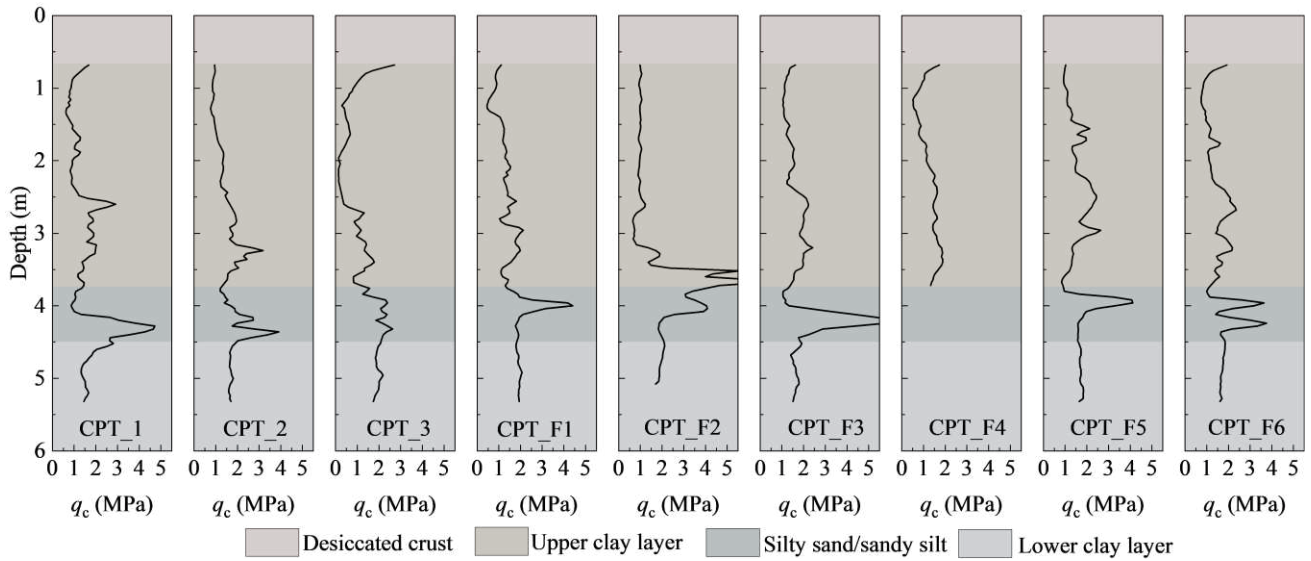 Depth (m)
0
1
2
3
4
5
6
CPT_1 CPT_2 CPT_3 CPT_F1 CPT_F2 CPT_F3 CPT_F4 CPT_F5 CPT_F6
0 1 2 3 4 5 0 1 2 3 4 5 0 1 2 3 4 5 0 1 2 3 4 5 0 1 2 3 4 5 0 1 2 3 4 5 0 1 2 3 4 5 0 1 2 3 4 5 0 1 2 3 4 5
qc (MPa) qc (MPa) qc (MPa) qc (MPa) qc (MPa) qc (MPa) qc (MPa) qc (MPa) qc (MPa)
Desiccated crust Upper clay layer Silty sand/sandy silt Lower clay layer